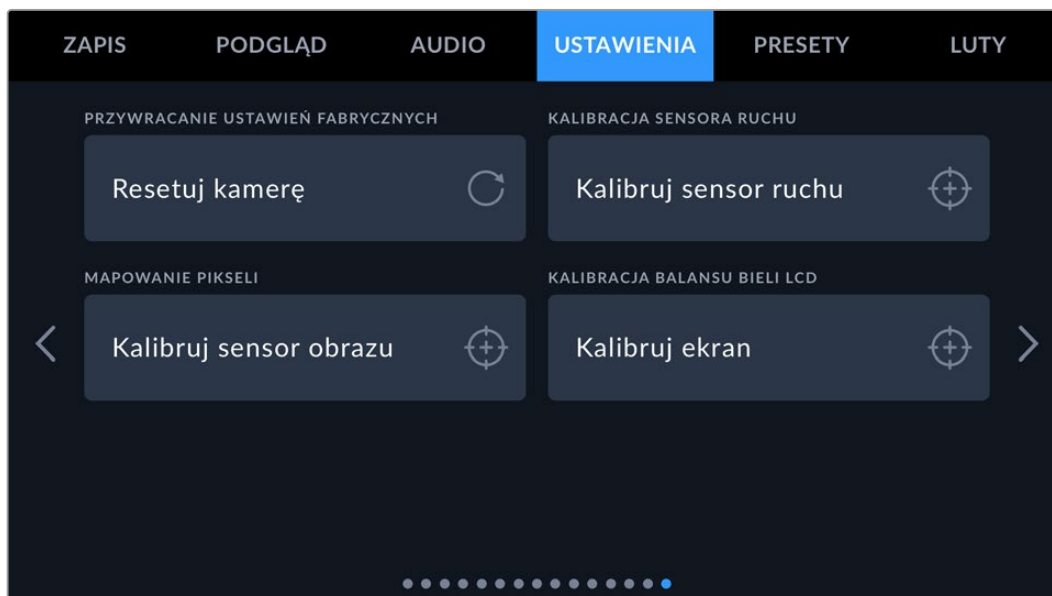 ZAPIS PODGLĄD AUDIO USTAWIENIA PRESETY LUTY
PRZYWRACANIE USTAWIEŃ FABRYCZNYCH
Resetuj kamerę
KALIBRACJA SENSORA RUCHU
Kalibruj sensor ruchu
MAPOWANIE PIKSELI
Kalibruj sensor obrazu
KALIBRACJA BALANSU BIELI LCD
Kalibruj ekran